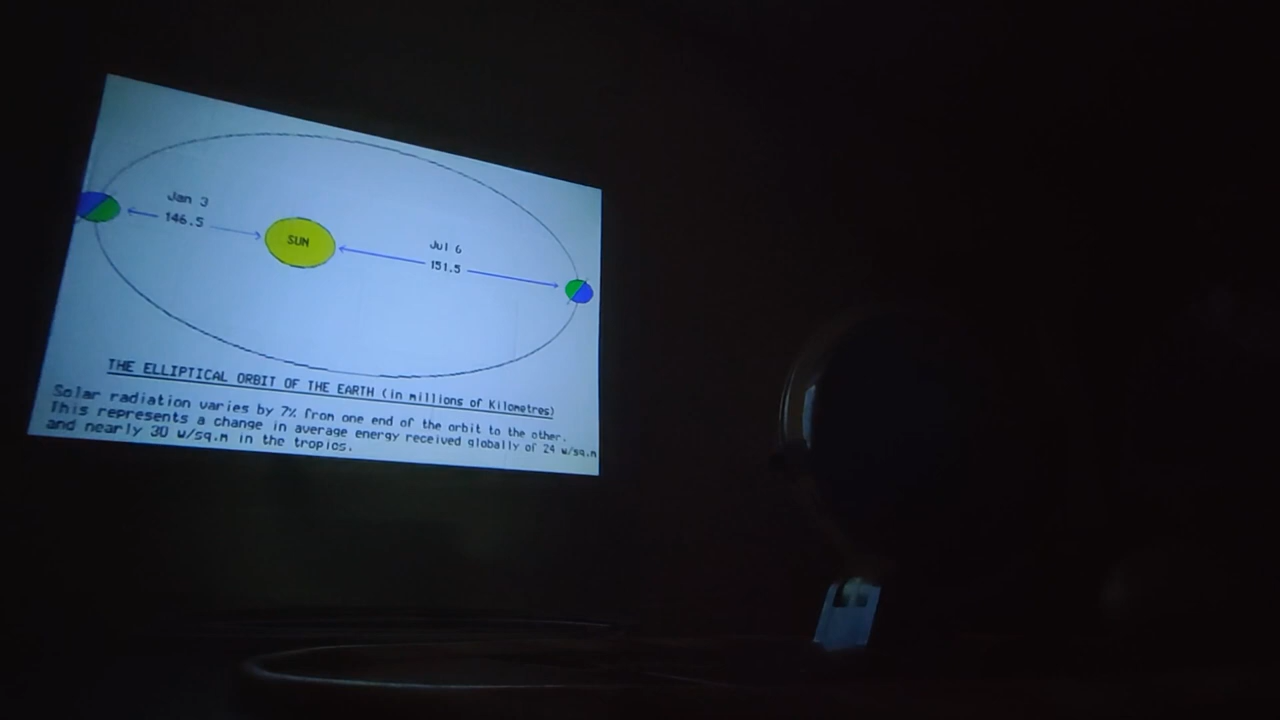 Jan 3
146.5
SUN
Jul 6
151.5
THE ELLIPTICAL ORBIT OF THE EARTH (in millions of Kilometres)
Solar radiation varies by 7% from one end of the orbit to the other.
This represents a change in average energy received globally of 24 w/sq.m
and nearly 30 w/sq.m in the tropics.